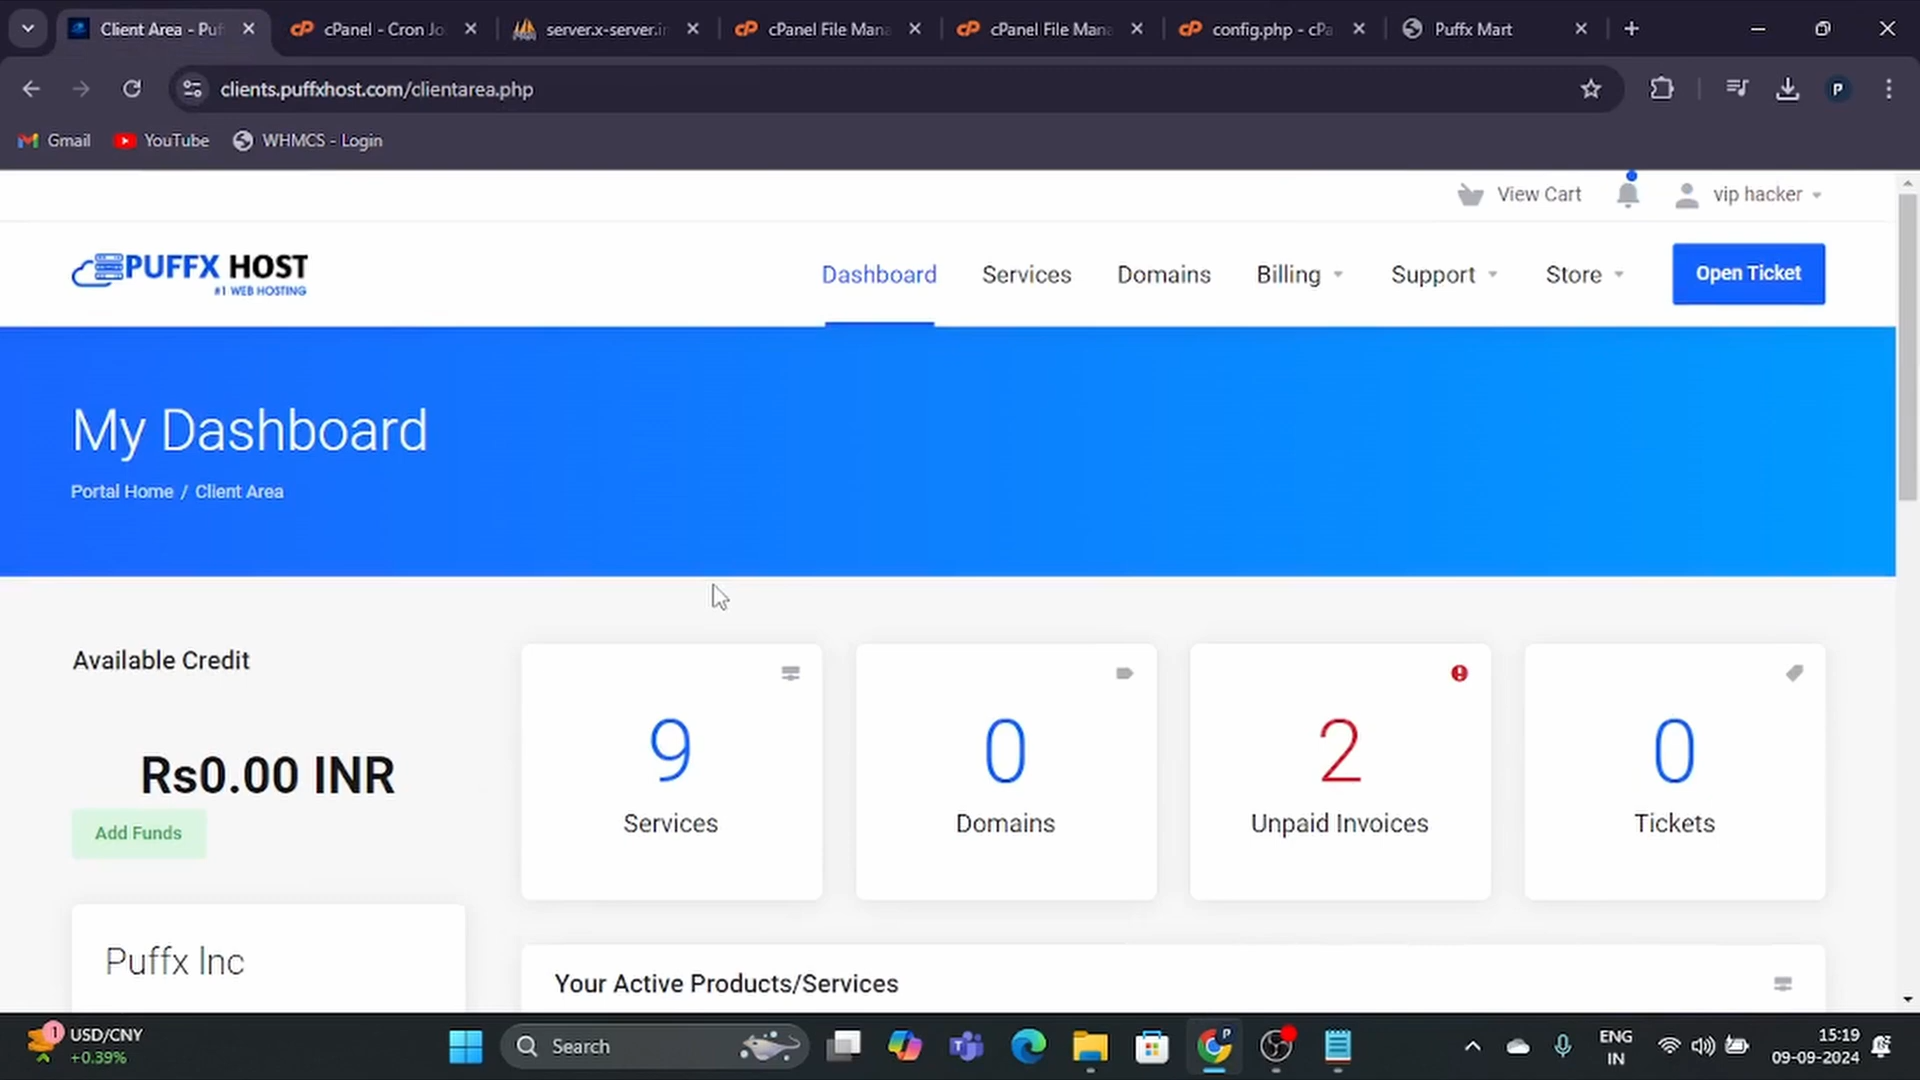 Client Area - Puf
cPanel - Cron Jo
server.x-server.in
cPanel File Mana
cPanel File Mana
config.php - cPa
Puffx Mart
clients.puffxhost.com/clientarea.php
P
Gmail
YouTube
WHMCS - Login
View Cart
vip hacker
PUFFX HOST
#1 WEB HOSTING
Dashboard
Services
Domains
Billing
Support
Store
Open Ticket
My Dashboard
Portal Home / Client Area
Available Credit
Rs0.00 INR
Add Funds
9
Services
0
Domains
2
Unpaid Invoices
0
Tickets
Puffx Inc
Your Active Products/Services
1
USD/CNY
+0.39%
Search
ENG
IN
15:19
09-09-2024